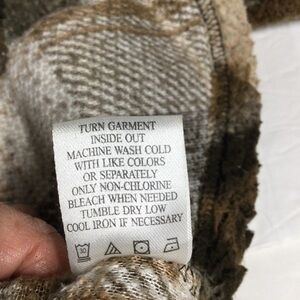 TURN GARMENT
INSIDE OUT
MACHINE WASH COLD
WITH LIKE COLORS
OR SEPARATELY
ONLY NON-CHLORINE
BLEACH WHEN NEEDED
TUMBLE DRY LOW
COOL IRON IF NECESSARY